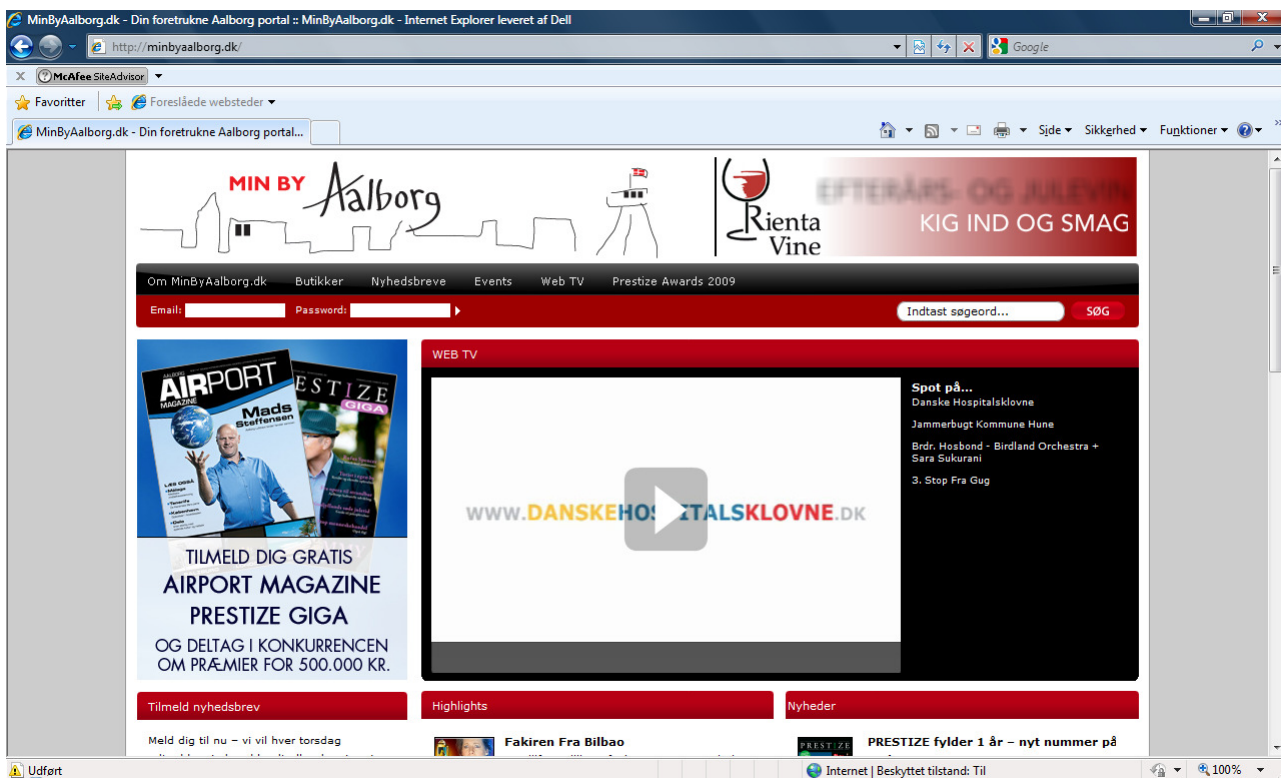 MinByAalborg.dk - Din foretrukne Aalborg portal :: MinByAalborg.dk - Internet Explorer leveret af Dell
http://minbyaalborg.dk/
Google
X McAfee SiteAdvisor
Favoritter Foreslåede websteder
MinByAalborg.dk - Din foretrukne Aalborg portal...
Side Sikkerhed Funktioner
MIN BY Aalborg
Rienta
Vine
EFTERÅRS- OG JULEVIN
KIG IND OG SMAG
Om MinByAalborg.dk Butikker Nyhedsbreve Events Web TV Prestize Awards 2009
Email: Password:
Indtast søgeord... SØG
AALBORG
AIRPORT
MAGAZINE
Mads
Steffensen
LÆS OGSÅ
ESTIZE
GIGA
TILMELD DIG GRATIS
AIRPORT MAGAZINE
PRESTIZE GIGA
OG DELTAG I KONKURRENCEN
OM PRÆMIER FOR 500.000 KR.
WEB TV
WWW.DANSKEHOSPITALSKLOVNE.DK
Spot på...
Danske Hospitalsklovne
Jammerbugt Kommune Hune
Brdr. Hosbond - Birdland Orchestra +
Sara Sukurani
3. Stop Fra Gug
Tilmeld nyhedsbrev
Meld dig til nu – vi vil hver torsdag
Highlights
Fakiren Fra Bilbao
Nyheder
PRESTIZE
PRESTIZE fylder 1 år – nyt nummer på
Udført
Internet | Beskyttet tilstand: Til
100%